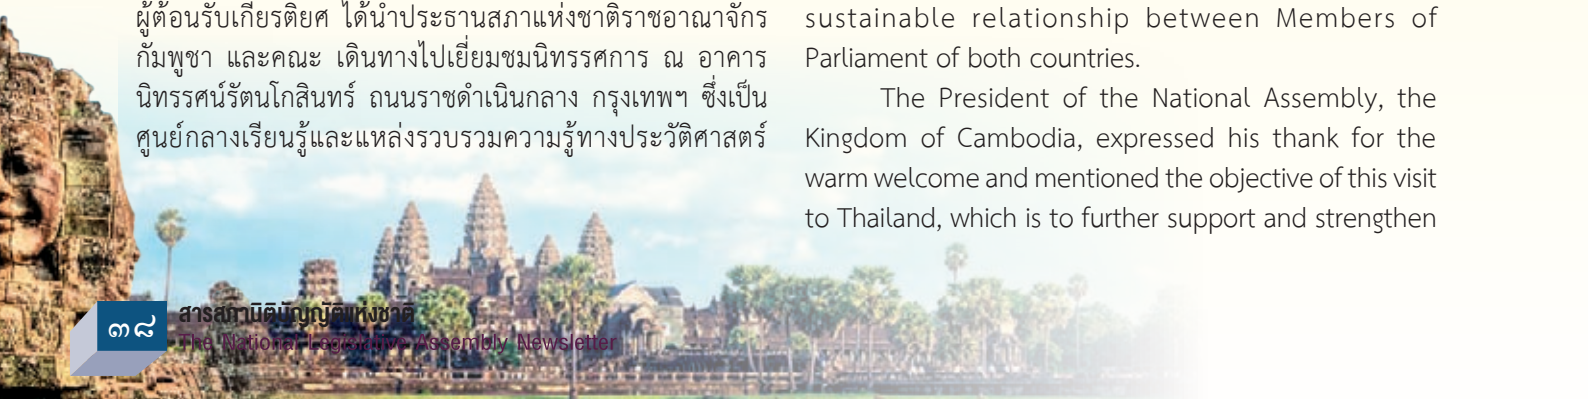 ผู้ต้อนรับเกียรติยศ ได้นำประธานสภาแห่งชาติราชอาณาจักร
กัมพูชา และคณะ เดินทางไปเยี่ยมชมนิทรรศการ ณ อาคาร
นิทรรศน์รัตนโกสินทร์ ถนนราชดำเนินกลาง กรุงเทพฯ ซึ่งเป็น
ศูนย์กลางเรียนรู้และแหล่งรวบรวมความรู้ทางประวัติศาสตร์
sustainable relationship between Members of
Parliament of both countries.
The President of the National Assembly, the
Kingdom of Cambodia, expressed his thank for the
warm welcome and mentioned the objective of this visit
to Thailand, which is to further support and strengthen
๓๘
สารสภานิติบัญญัติแห่งชาติ
The National Legislative Assembly Newsletter